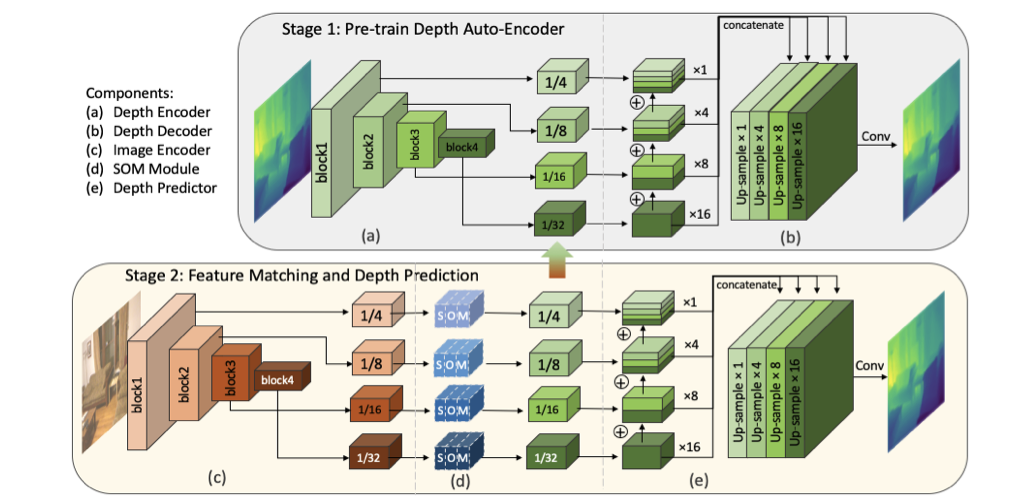 Stage 1: Pre-train Depth Auto-Encoder
concatenate
Components:
(a) Depth Encoder
(b) Depth Decoder
(c) Image Encoder
(d) SOM Module
(e) Depth Predictor
block1
block2
block3
block4
1/4
1/8
1/16
1/32
×1
×4
×8
×16
Up-sample × 1
Up-sample × 4
Up-sample × 8
Up-sample × 16
Conv
(a)
(b)
Stage 2: Feature Matching and Depth Prediction
concatenate
block1
block2
block3
block4
1/4
1/8
1/16
1/32
SOM
SOM
SOM
SOM
1/4
1/8
1/16
1/32
×1
×4
×8
×16
Up-sample × 1
Up-sample × 4
Up-sample × 8
Up-sample × 16
Conv
(c)
(d)
(e)